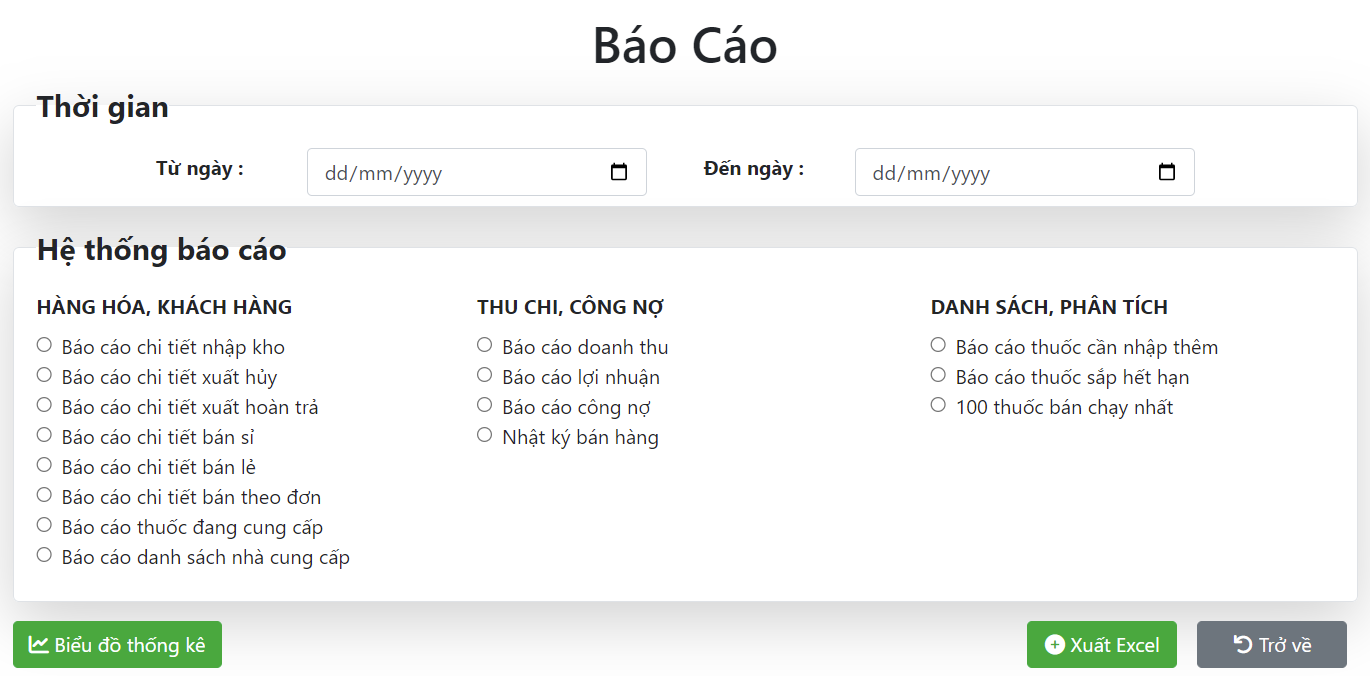 Báo Cáo
Thời gian
Từ ngày :
dd/mm/yyyy
Đến ngày :
dd/mm/yyyy
Hệ thống báo cáo
HÀNG HÓA, KHÁCH HÀNG
Báo cáo chi tiết nhập kho
Báo cáo chi tiết xuất hủy
Báo cáo chi tiết xuất hoàn trả
Báo cáo chi tiết bán sỉ
Báo cáo chi tiết bán lẻ
Báo cáo chi tiết bán theo đơn
Báo cáo thuốc đang cung cấp
Báo cáo danh sách nhà cung cấp
THU CHI, CÔNG NỢ
Báo cáo doanh thu
Báo cáo lợi nhuận
Báo cáo công nợ
Nhật ký bán hàng
DANH SÁCH, PHÂN TÍCH
Báo cáo thuốc cần nhập thêm
Báo cáo thuốc sắp hết hạn
100 thuốc bán chạy nhất
Biểu đồ thống kê
Xuất Excel
Trở về